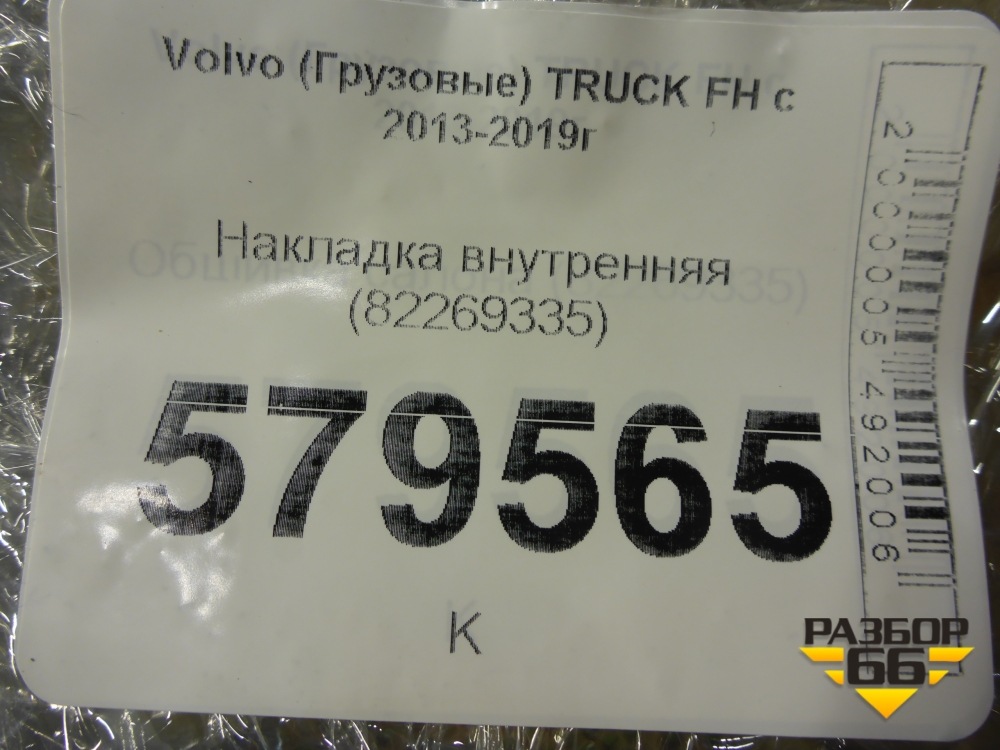 Volvo (Грузовые) TRUCK FH с
2013-2019г
Накладка внутренняя
(82269335)
579565
К
2000005492006
РАЗБОР
66